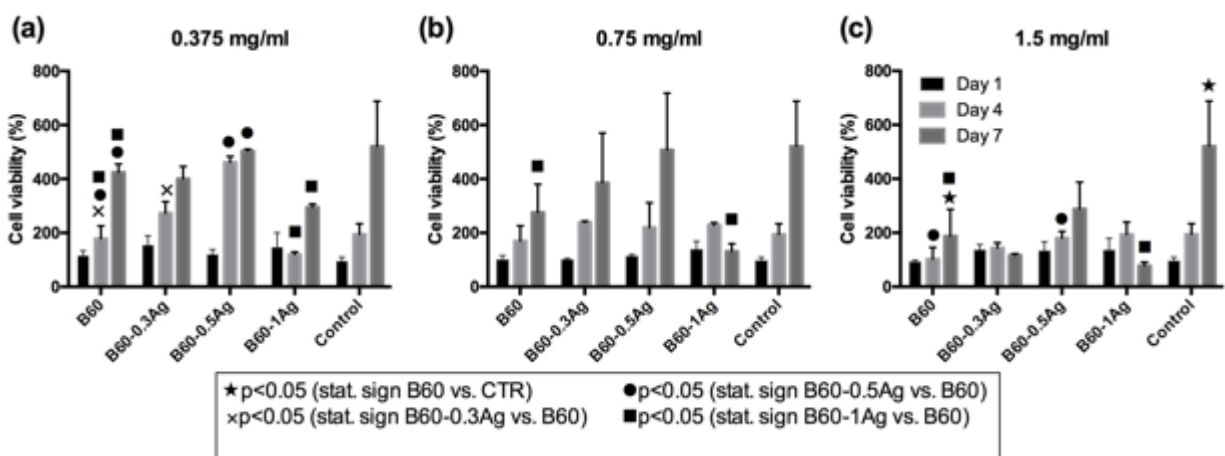 (a)
0.375 mg/ml
Cell viability (%)
800
600
400
200
0
B60
B60-0.3Ag
B60-0.5Ag
B60-1Ag
Control
(b)
0.75 mg/ml
Cell viability (%)
800
600
400
200
0
B60
B60-0.3Ag
B60-0.5Ag
B60-1Ag
Control
(c)
1.5 mg/ml
Cell viability (%)
800
600
400
200
0
Day 1
Day 4
Day 7
B60
B60-0.3Ag
B60-0.5Ag
B60-1Ag
Control
★p<0.05 (stat. sign B60 vs. CTR)
●p<0.05 (stat. sign B60-0.5Ag vs. B60)
×p<0.05 (stat. sign B60-0.3Ag vs. B60)
■p<0.05 (stat. sign B60-1Ag vs. B60)